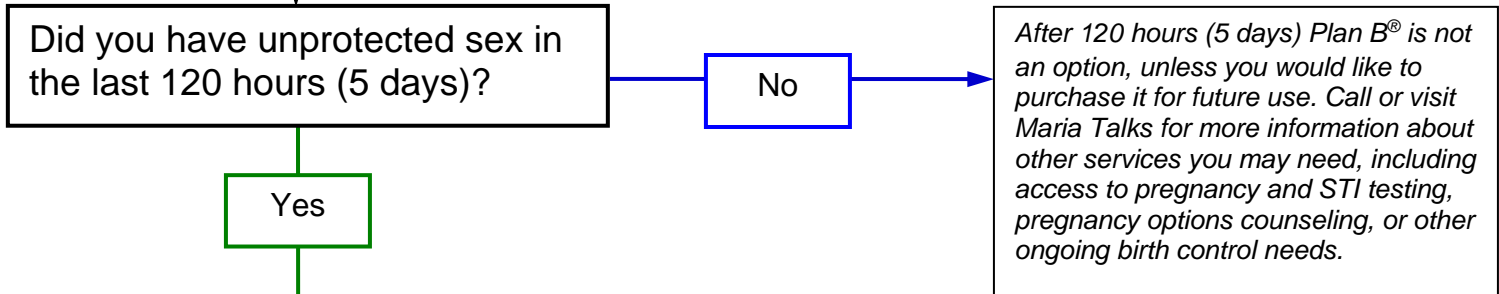 Did you have unprotected sex in
the last 120 hours (5 days)?
No
After 120 hours (5 days) Plan B® is not
an option, unless you would like to
purchase it for future use. Call or visit
Maria Talks for more information about
other services you may need, including
access to pregnancy and STI testing,
pregnancy options counseling, or other
ongoing birth control needs.
Yes